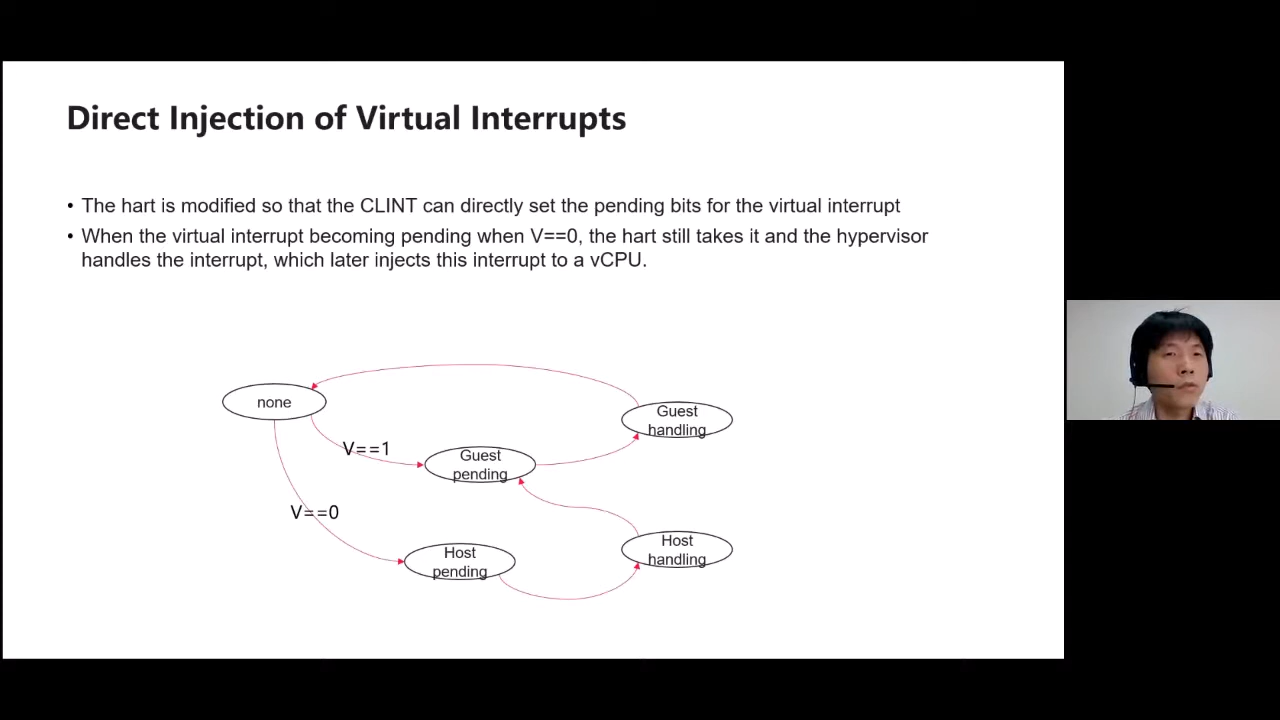 Direct Injection of Virtual Interrupts
• The hart is modified so that the CLINT can directly set the pending bits for the virtual interrupt
• When the virtual interrupt becoming pending when V==0, the hart still takes it and the hypervisor
handles the interrupt, which later injects this interrupt to a vCPU.
none
Guest
handling
V==1
Guest
pending
V==0
Host
handling
Host
pending